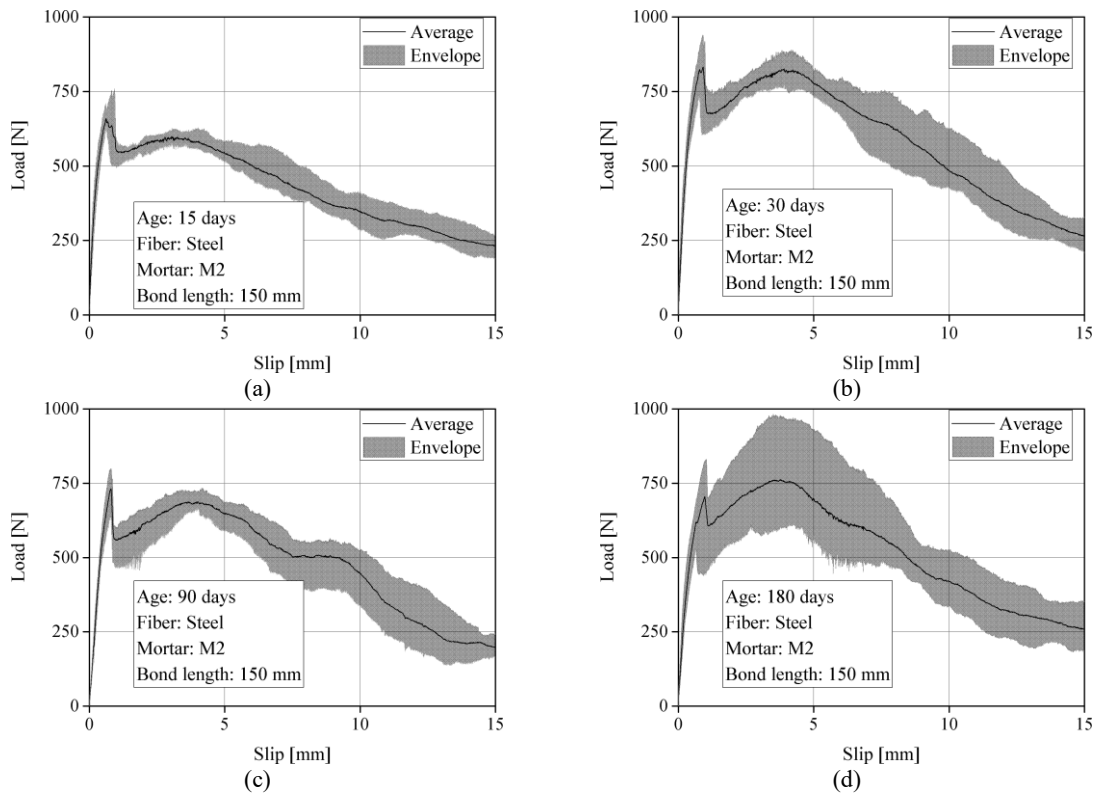 1000
750
500
250
0
Load [N]
Average
Envelope
Age: 15 days
Fiber: Steel
Mortar: M2
Bond length: 150 mm
0 5 10 15
Slip [mm]
(a)
1000
750
500
250
0
Load [N]
Average
Envelope
Age: 30 days
Fiber: Steel
Mortar: M2
Bond length: 150 mm
0 5 10 15
Slip [mm]
(b)
1000
750
500
250
0
Load [N]
Average
Envelope
Age: 90 days
Fiber: Steel
Mortar: M2
Bond length: 150 mm
0 5 10 15
Slip [mm]
(c)
1000
750
500
250
0
Load [N]
Average
Envelope
Age: 180 days
Fiber: Steel
Mortar: M2
Bond length: 150 mm
0 5 10 15
Slip [mm]
(d)